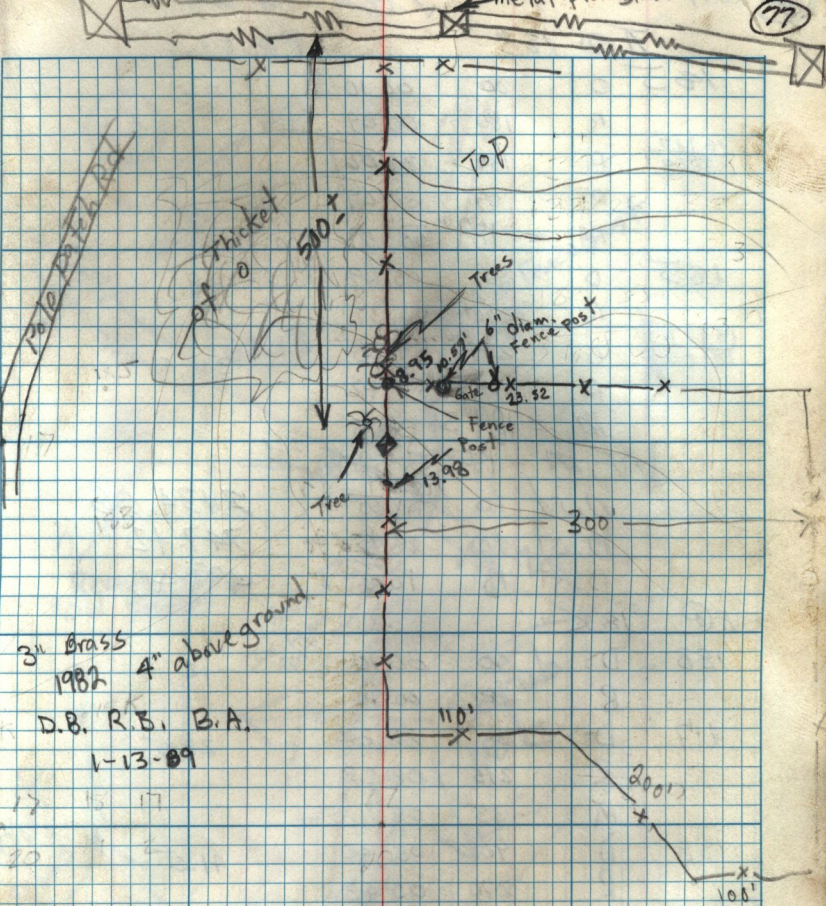 77
Top
Pole Patch Rd
Thicket
of
500 ±
Trees
6" diam.
Fence post
8.95
10.59'
Gate
23.52
Fence
Post
13.98
Tree
300'
3" Brass
1982 4" above ground
D.B. R.B. B.A.
1-13-89
110'
200'
100'